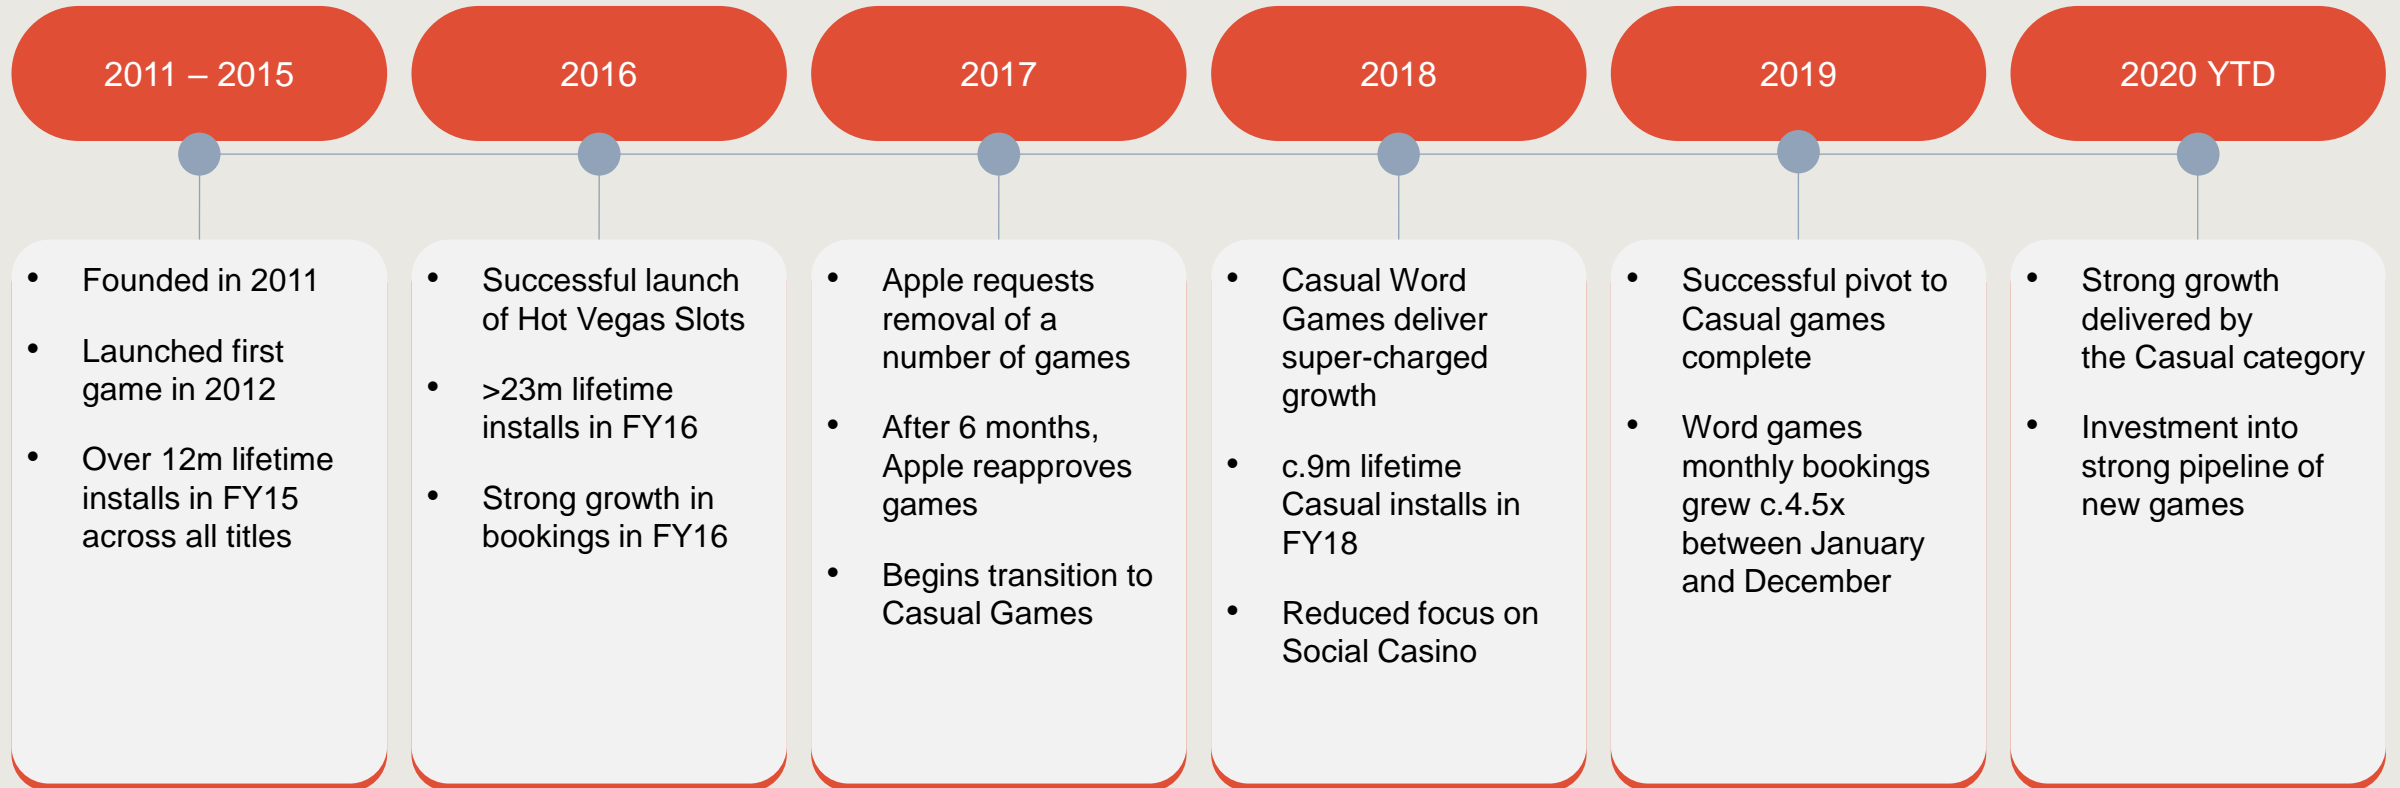 2011 – 2015
• Founded in 2011
• Launched first
game in 2012
• Over 12m lifetime
installs in FY15
across all titles
2016
• Successful launch
of Hot Vegas Slots
• >23m lifetime
installs in FY16
• Strong growth in
bookings in FY16
2017
• Apple requests
removal of a
number of games
• After 6 months,
Apple reapproves
games
• Begins transition to
Casual Games
2018
• Casual Word
Games deliver
super-charged
growth
• c.9m lifetime
Casual installs in
FY18
• Reduced focus on
Social Casino
2019
• Successful pivot to
Casual games
complete
• Word games
monthly bookings
grew c.4.5x
between January
and December
2020 YTD
• Strong growth
delivered by
the Casual category
• Investment into
strong pipeline of
new games